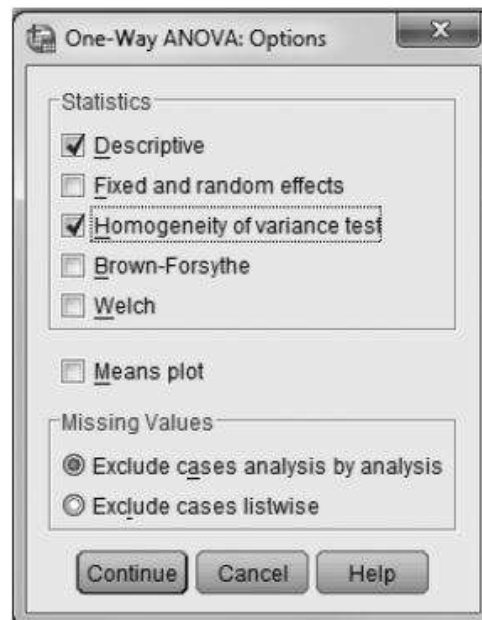 One-Way ANOVA: Options
Statistics
Descriptive
Fixed and random effects
Homogeneity of variance test
Brown-Forsythe
Welch
Means plot
Missing Values
Exclude cases analysis by analysis
Exclude cases listwise
Continue Cancel Help